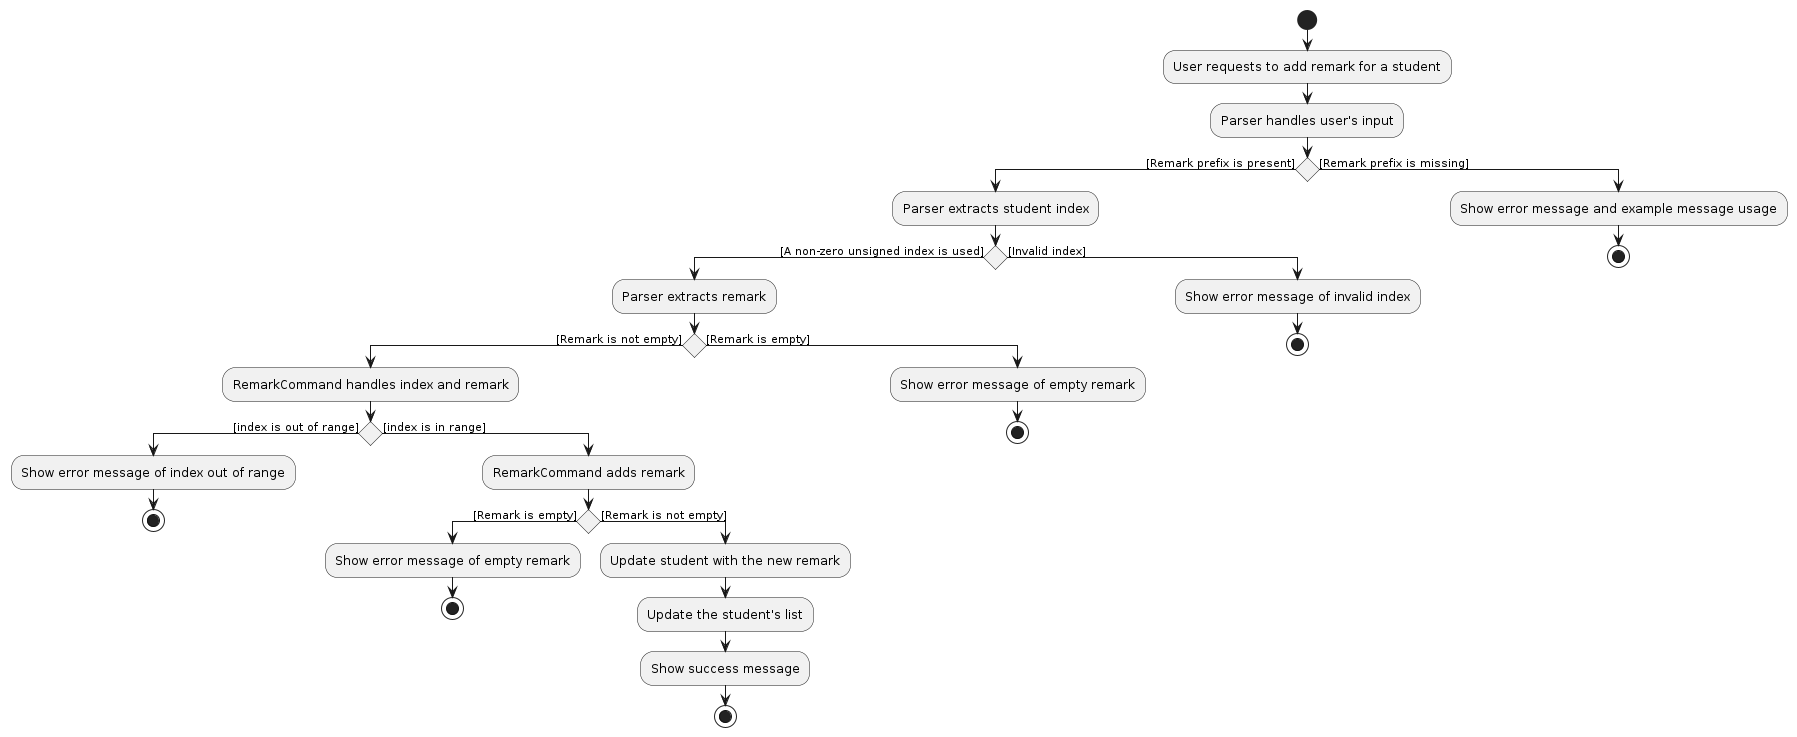 User requests to add remark for a student
Parser handles user's input
[Remark prefix is present]
[Remark prefix is missing]
Parser extracts student index
Show error message and example message usage
[A non-zero unsigned index is used]
[Invalid index]
Parser extracts remark
Show error message of invalid index
[Remark is not empty]
[Remark is empty]
RemarkCommand handles index and remark
Show error message of empty remark
[index is out of range]
[index is in range]
Show error message of index out of range
RemarkCommand adds remark
[Remark is empty]
[Remark is not empty]
Show error message of empty remark
Update student with the new remark
Update the student's list
Show success message